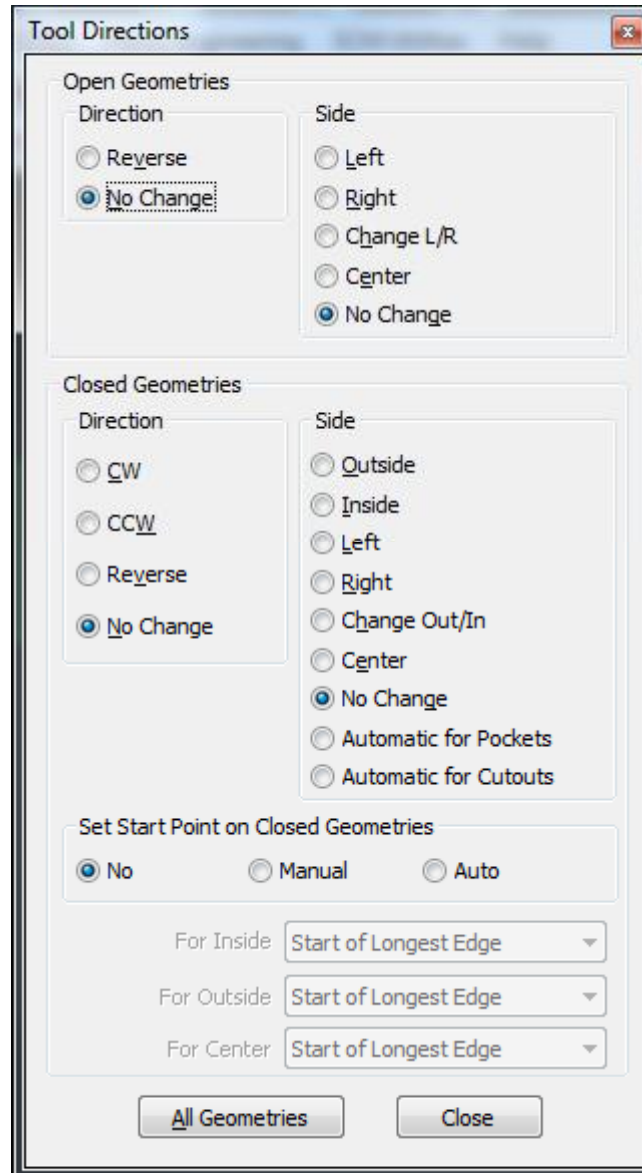 Tool Directions
Open Geometries
Direction
Reverse
No Change
Side
Left
Right
Change L/R
Center
No Change
Closed Geometries
Direction
CW
CCW
Reverse
No Change
Side
Outside
Inside
Left
Right
Change Out/In
Center
No Change
Automatic for Pockets
Automatic for Cutouts
Set Start Point on Closed Geometries
No Manual Auto
For Inside Start of Longest Edge
For Outside Start of Longest Edge
For Center Start of Longest Edge
All Geometries Close